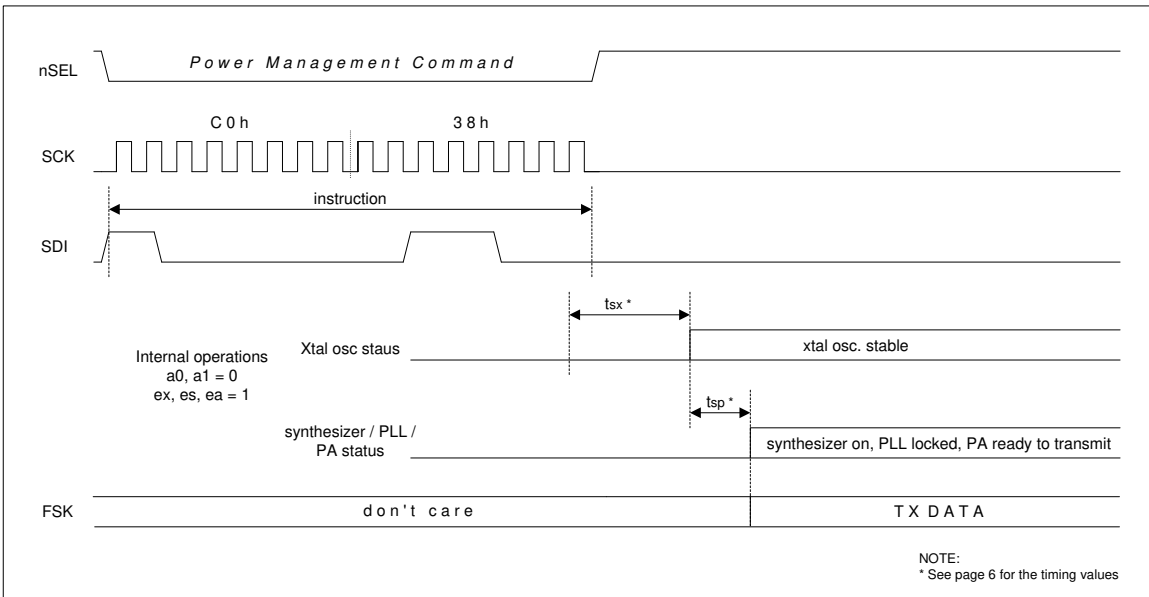 nSEL
Power Management Command
C0h
38h
SCK
instruction
SDI
tsx *
Xtal osc staus
xtal osc. stable
Internal operations
a0, a1 = 0
ex, es, ea = 1
tsp *
synthesizer / PLL /
PA status
synthesizer on, PLL locked, PA ready to transmit
FSK
don't care
TX DATA
NOTE:
* See page 6 for the timing values